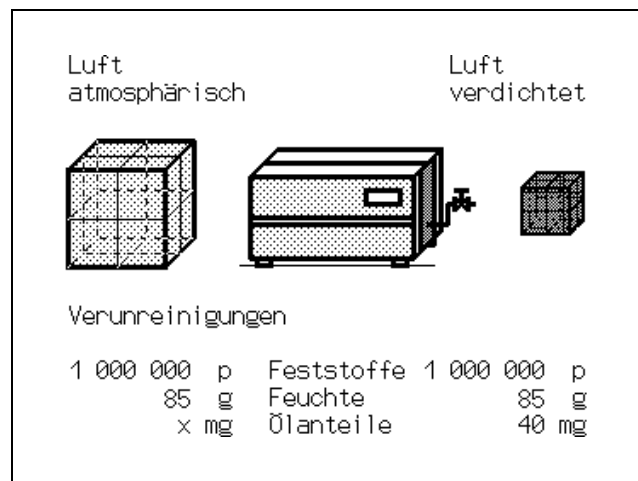 Luft Luft
atmosphärisch verdichtet
Verunreinigungen
1 000 000 p Feststoffe 1 000 000 p
85 g Feuchte 85 g
x mg Ölanteile 40 mg